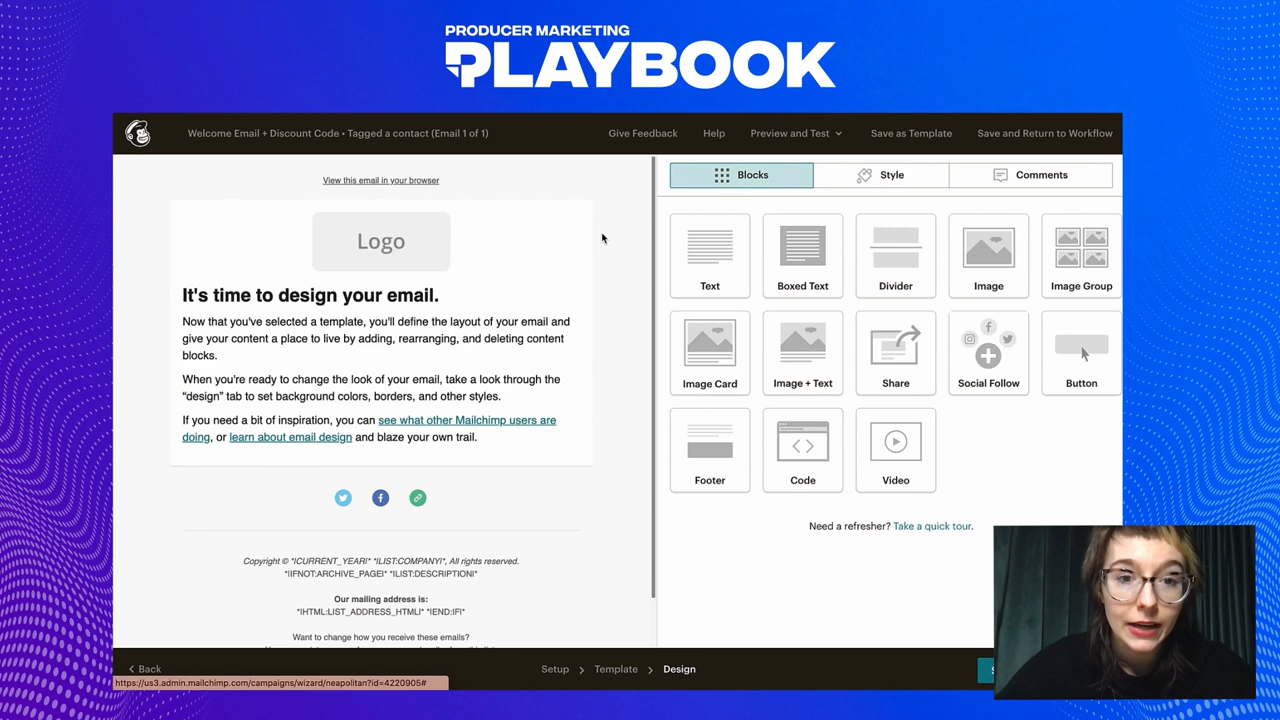 PRODUCER MARKETING
PLAYBOOK
Welcome Email + Discount Code • Tagged a contact (Email 1 of 1)
Give Feedback
Help
Preview and Test
Save as Template
Save and Return to Workflow
View this email in your browser
Logo
It's time to design your email.
Now that you've selected a template, you'll define the layout of your email and
give your content a place to live by adding, rearranging, and deleting content
blocks.
When you're ready to change the look of your email, take a look through the
“design” tab to set background colors, borders, and other styles.
If you need a bit of inspiration, you can see what other Mailchimp users are
doing, or learn about email design and blaze your own trail.
Copyright © *|CURRENT_YEAR|* *|LIST:COMPANY|*, All rights reserved.
*|IFNOT:ARCHIVE_PAGE|* *|LIST:DESCRIPTION|*
Our mailing address is:
*|HTML:LIST_ADDRESS_HTML|* *|END:IF|*
Want to change how you receive these emails?
Blocks
Style
Comments
Text
Boxed Text
Divider
Image
Image Group
Image Card
Image + Text
Share
Social Follow
Button
Footer
Code
Video
Need a refresher? Take a quick tour.
Back
Setup
Template
Design
https://us3.admin.mailchimp.com/campaigns/wizard/neapolitan?id=4220905#